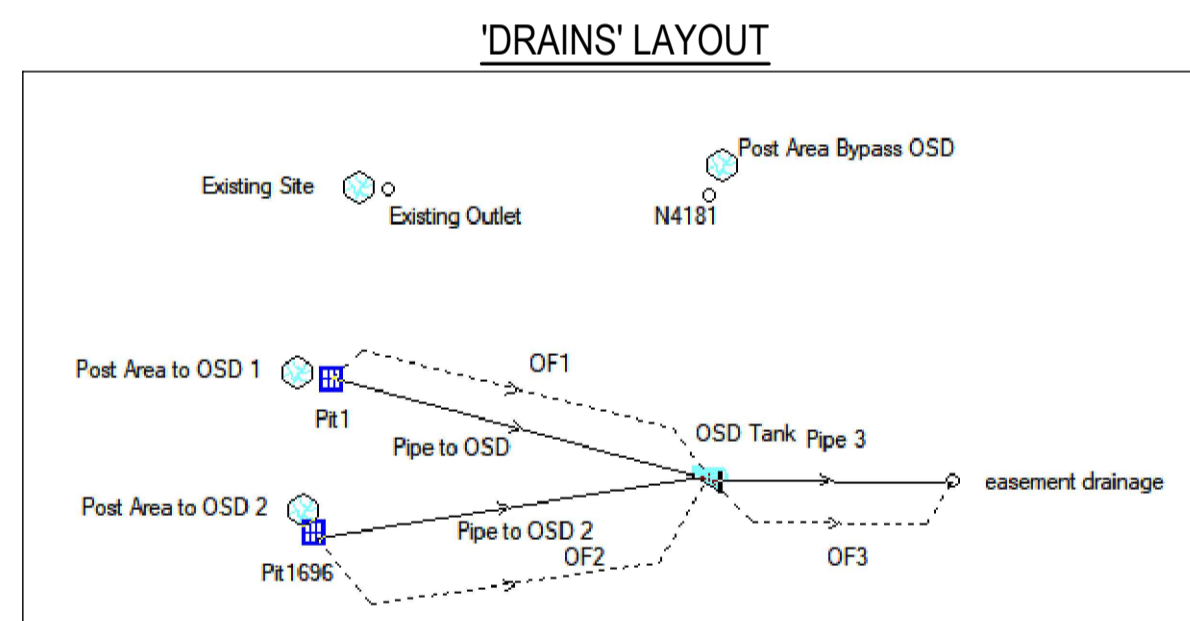 'DRAINS' LAYOUT
Post Area Bypass OSD
Existing Site
Existing Outlet
N4181
Post Area to OSD 1
OF1
Pit1
Pipe to OSD
OSD Tank
Pipe 3
easement drainage
Post Area to OSD 2
Pipe to OSD 2
OF2
OF3
Pit1696